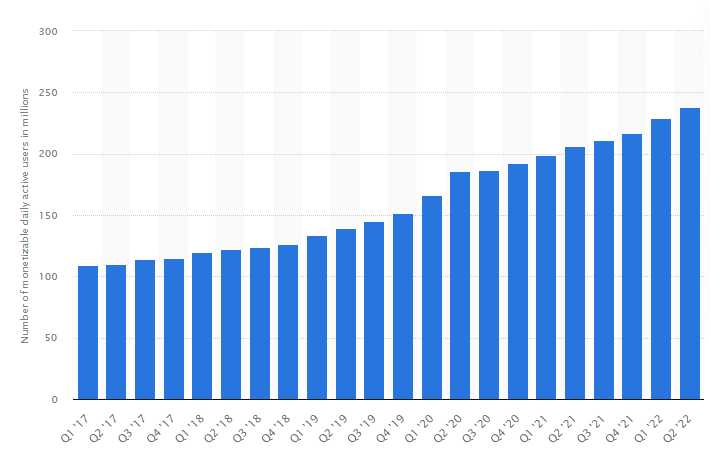 Number of monetizable daily active users in millions
300
250
200
150
100
50
0
Q1 '17
Q2 '17
Q3 '17
Q4 '17
Q1 '18
Q2 '18
Q3 '18
Q4 '18
Q1 '19
Q2 '19
Q3 '19
Q4 '19
Q1 '20
Q2 '20
Q3 '20
Q4 '20
Q1 '21
Q2 '21
Q3 '21
Q4 '21
Q1 '22
Q2 '22